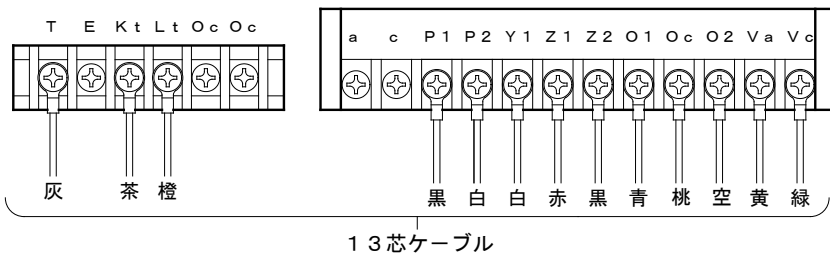 T E Kt Lt Oc Oc
a c P1 P2 Y1 Z1 Z2 O1 Oc O2 Va Vc
灰 茶 橙
黒 白 白 赤 黒 青 桃 空 黄 緑
13芯ケーブル